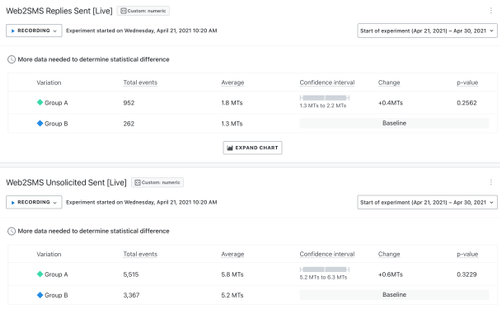 Web2SMS Replies Sent [Live] Custom: numeric
RECORDING Experiment started on Wednesday, April 21, 2021 10:20 AM Start of experiment (Apr 21, 2021) – Apr 30, 2021
More data needed to determine statistical difference
Variation Total events Average Confidence interval Change p-value
Group A 952 1.8 MTs 1.3 MTs to 2.2 MTs +0.4MTs 0.2562
Group B 262 1.3 MTs Baseline
EXPAND CHART
Web2SMS Unsolicited Sent [Live] Custom: numeric
RECORDING Experiment started on Wednesday, April 21, 2021 10:20 AM Start of experiment (Apr 21, 2021) – Apr 30, 2021
More data needed to determine statistical difference
Variation Total events Average Confidence interval Change p-value
Group A 5,515 5.8 MTs 5.2 MTs to 6.3 MTs +0.6MTs 0.3229
Group B 3,367 5.2 MTs Baseline